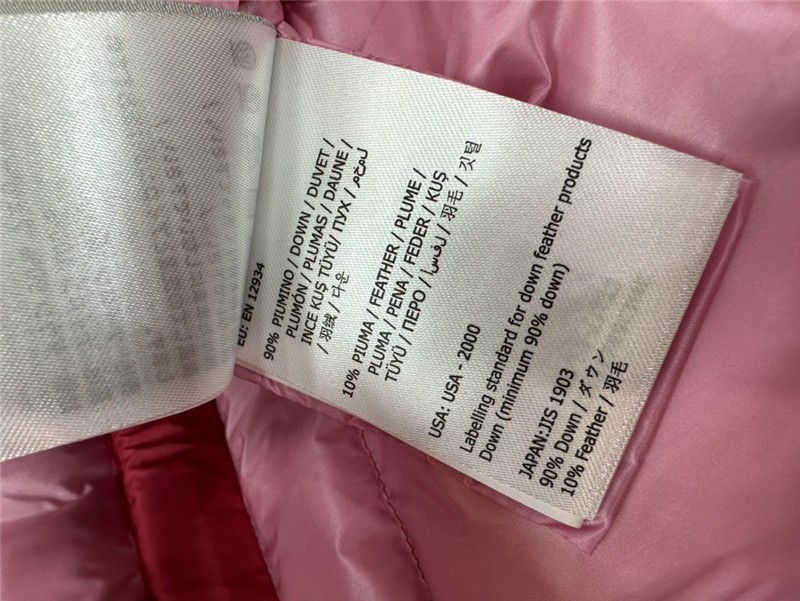 EU: EN 12934
90% PIUMINO / DOWN / DUVET /
PLUMÓN / PLUMAS / DAUNE /
İNCE KUŞ TÜYÜ/ ПУХ /
/ 羽绒 / 다운
10% PIUMA / FEATHER / PLUME /
PLUMA / PENA / FEDER / KUŞ
TÜYÜ / ПЕРО / / 羽毛 / 깃털
USA: USA - 2000
Labelling standard for down feather products
Down (minimum 90% down)
JAPAN:JIS 1903
90% Down / ダウン
10% Feather / 羽毛